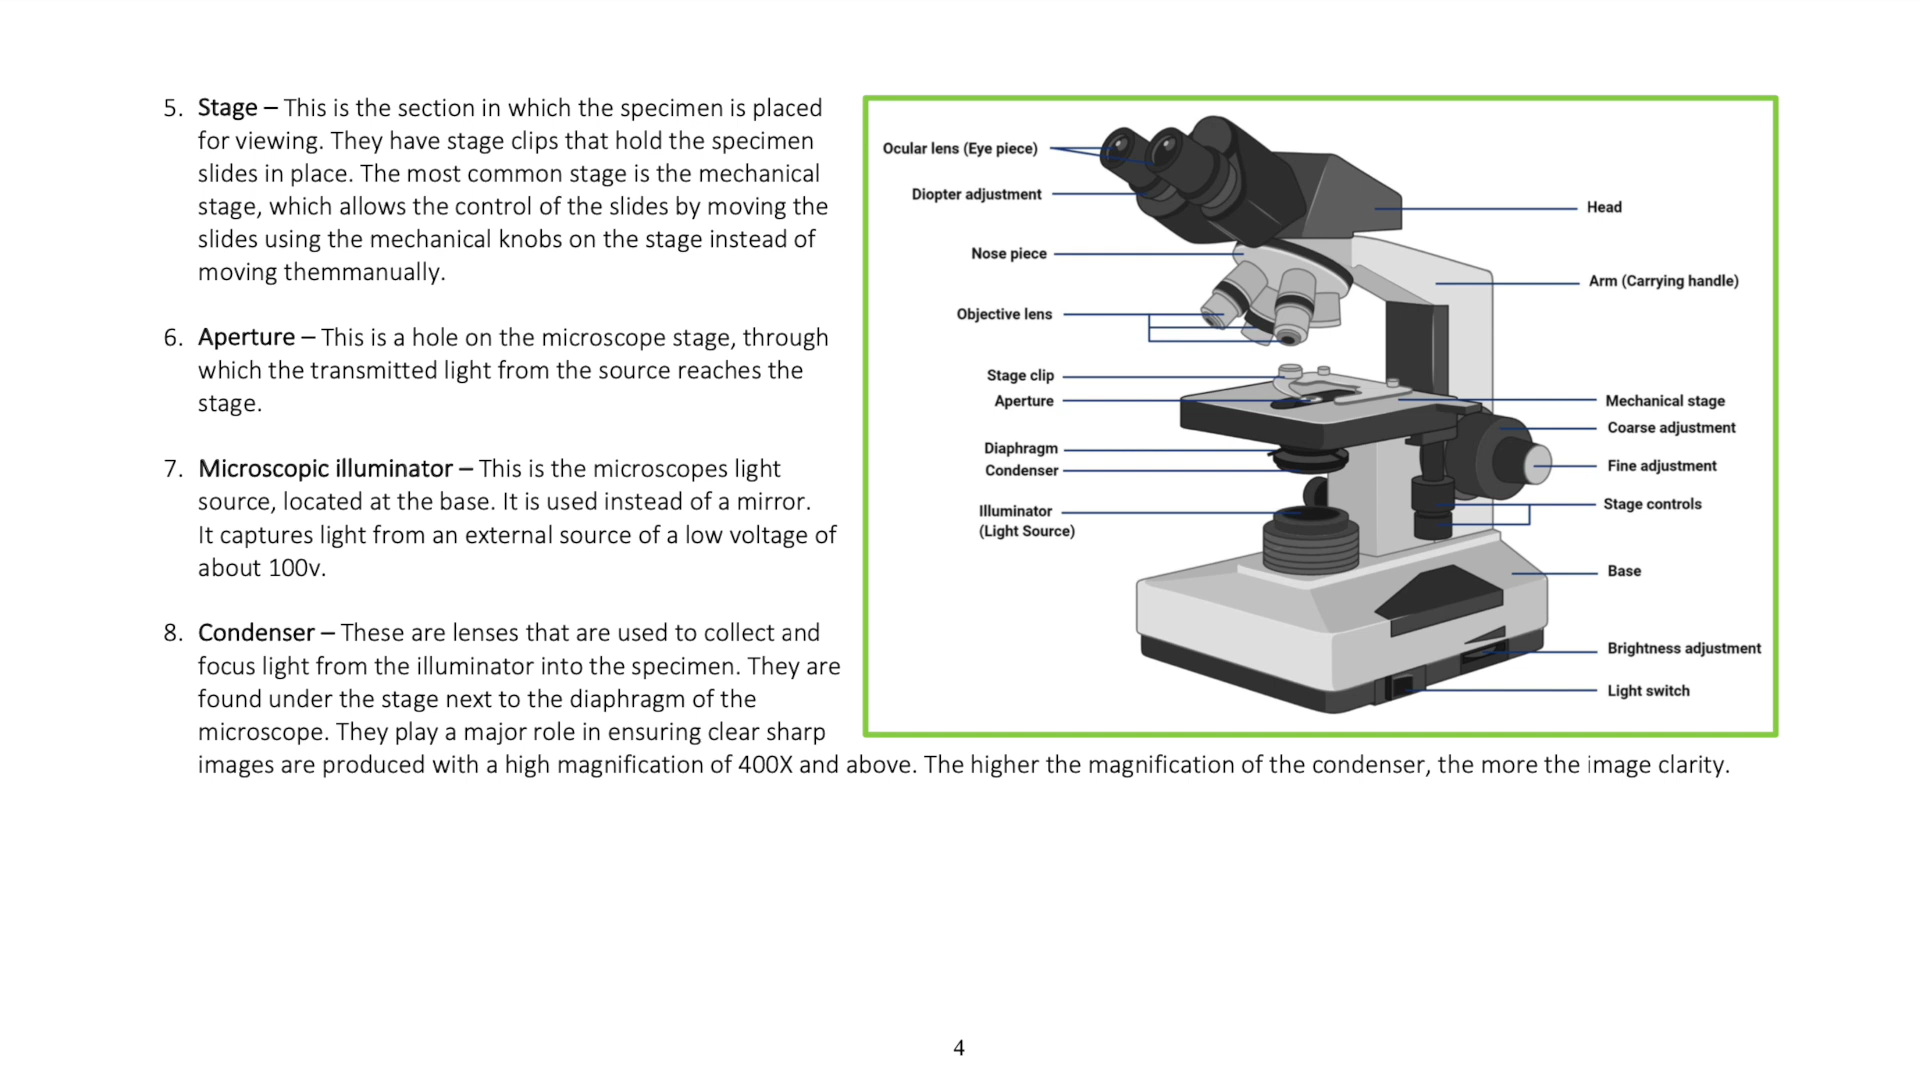 5. Stage – This is the section in which the specimen is placed
for viewing. They have stage clips that hold the specimen
slides in place. The most common stage is the mechanical
stage, which allows the control of the slides by moving the
slides using the mechanical knobs on the stage instead of
moving themmanually.
6. Aperture – This is a hole on the microscope stage, through
which the transmitted light from the source reaches the
stage.
7. Microscopic illuminator – This is the microscopes light
source, located at the base. It is used instead of a mirror.
It captures light from an external source of a low voltage of
about 100v.
8. Condenser – These are lenses that are used to collect and
focus light from the illuminator into the specimen. They are
found under the stage next to the diaphragm of the
microscope. They play a major role in ensuring clear sharp
images are produced with a high magnification of 400X and above. The higher the magnification of the condenser, the more the image clarity.
Ocular lens (Eye piece)
Diopter adjustment
Nose piece
Objective lens
Stage clip
Aperture
Diaphragm
Condenser
Illuminator
(Light Source)
Head
Arm (Carrying handle)
Mechanical stage
Coarse adjustment
Fine adjustment
Stage controls
Base
Brightness adjustment
Light switch
4